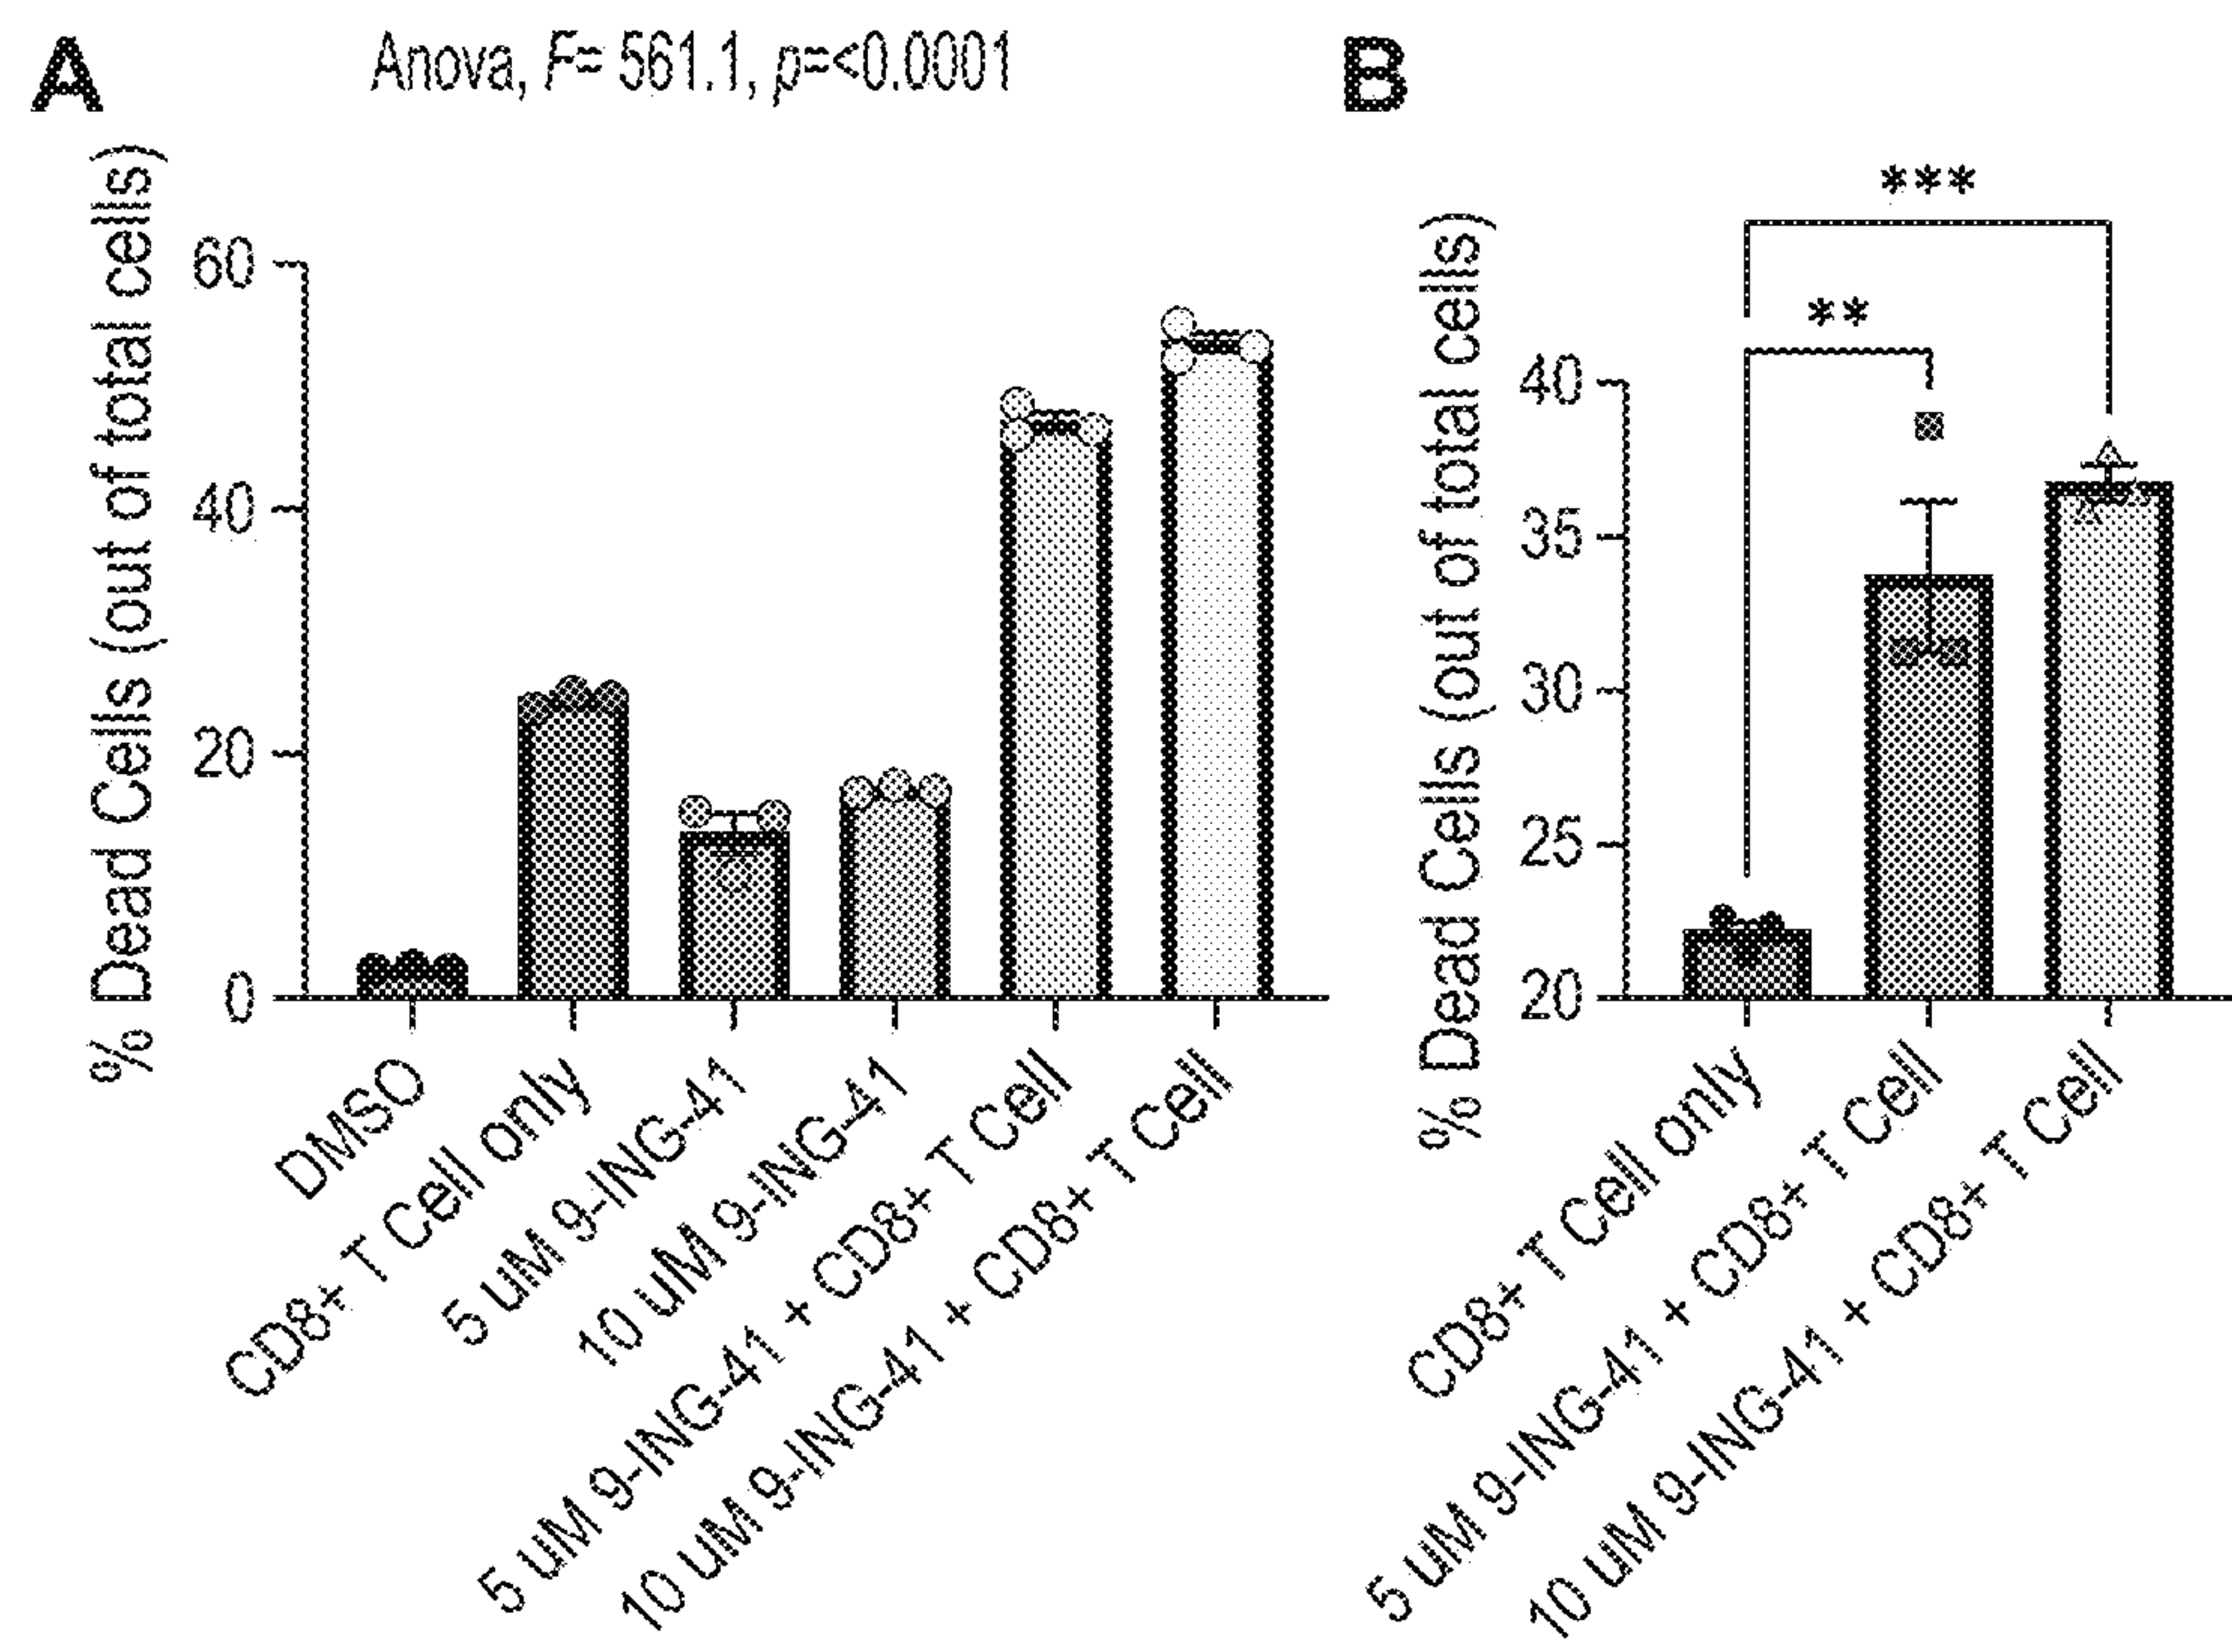 A
Anova, F= 561.1, p=<0.0001
% Dead Cells (out of total cells)
60
40
20
0
DMSO
CD8+ T Cell only
5 uM 9-ING-41
10 uM 9-ING-41
5 uM 9-ING-41 + CD8+ T Cell
10 uM 9-ING-41 + CD8+ T Cell
B
***
**
% Dead Cells (out of total cells)
40
35
30
25
20
CD8+ T Cell only
5 uM 9-ING-41 + CD8+ T Cell
10 uM 9-ING-41 + CD8+ T Cell